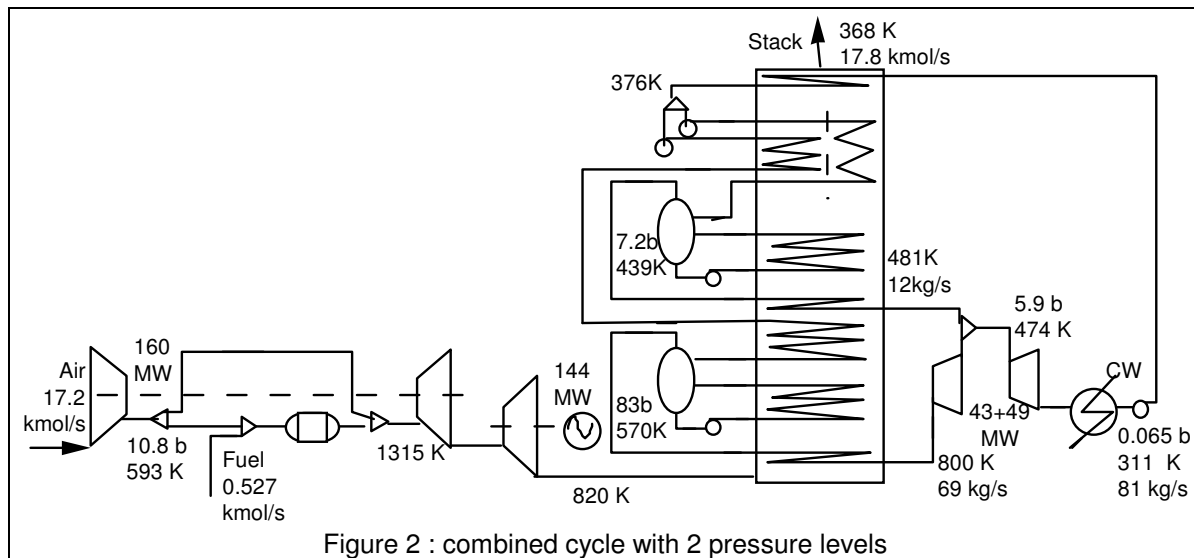 Stack
368 K
17.8 kmol/s
376K
7.2b
439K
481K
12kg/s
5.9 b
474 K
Air
17.2
kmol/s
160
MW
144
MW
83b
570K
CW
43+49
MW
10.8 b
593 K
Fuel
0.527
kmol/s
1315 K
820 K
800 K
69 kg/s
0.065 b
311 K
81 kg/s
Figure 2 : combined cycle with 2 pressure levels